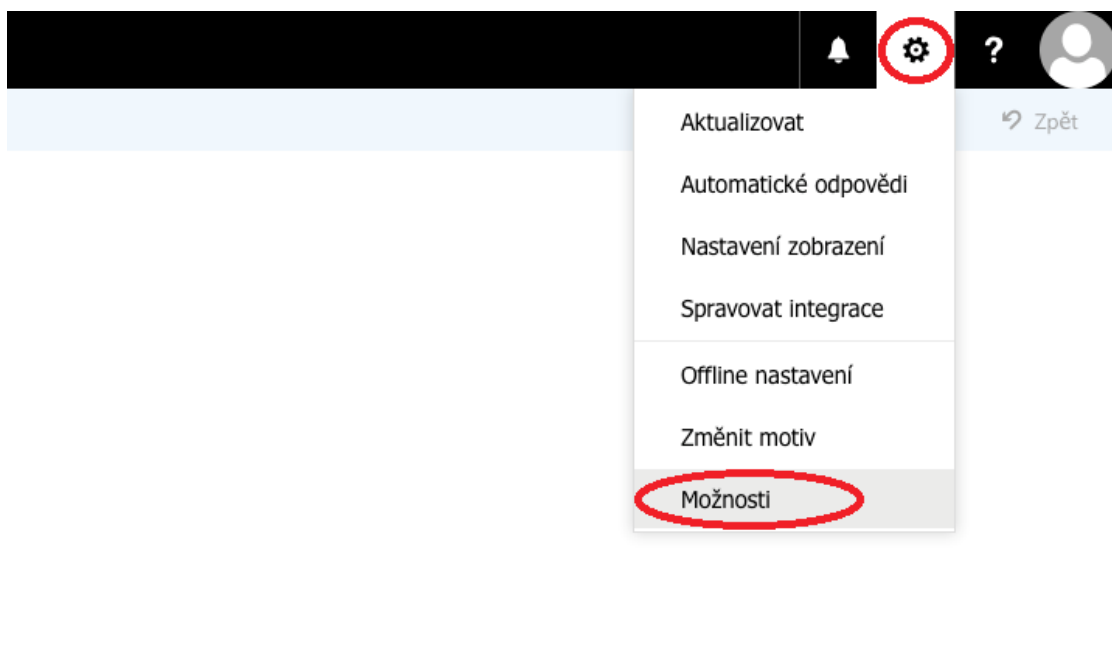 ?
Aktualizovat
Zpět
Automatické odpovědi
Nastavení zobrazení
Spravovat integrace
Offline nastavení
Změnit motiv
Možnosti